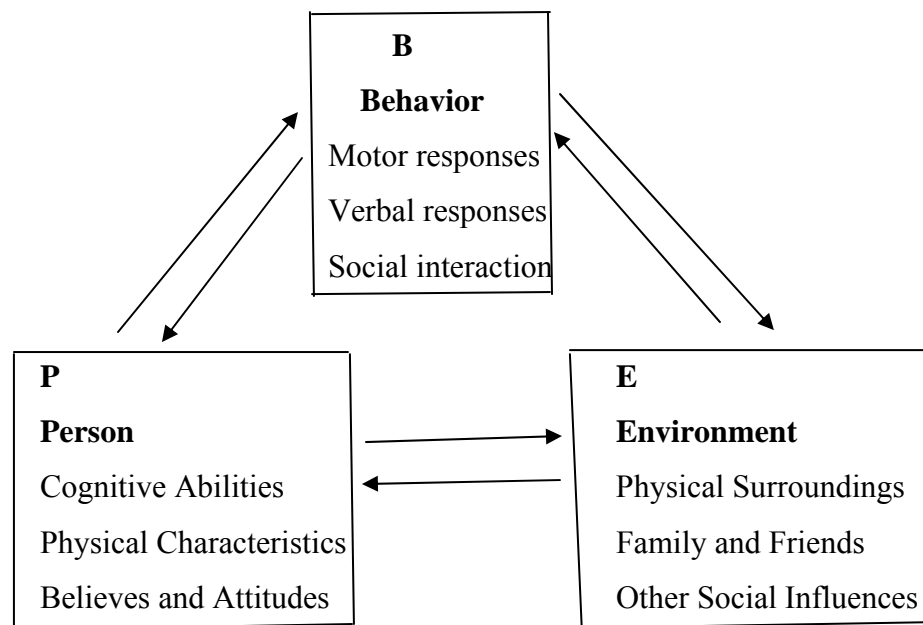 B
Behavior
Motor responses
Verbal responses
Social interaction
P
Person
Cognitive Abilities
Physical Characteristics
Believes and Attitudes
E
Environment
Physical Surroundings
Family and Friends
Other Social Influences